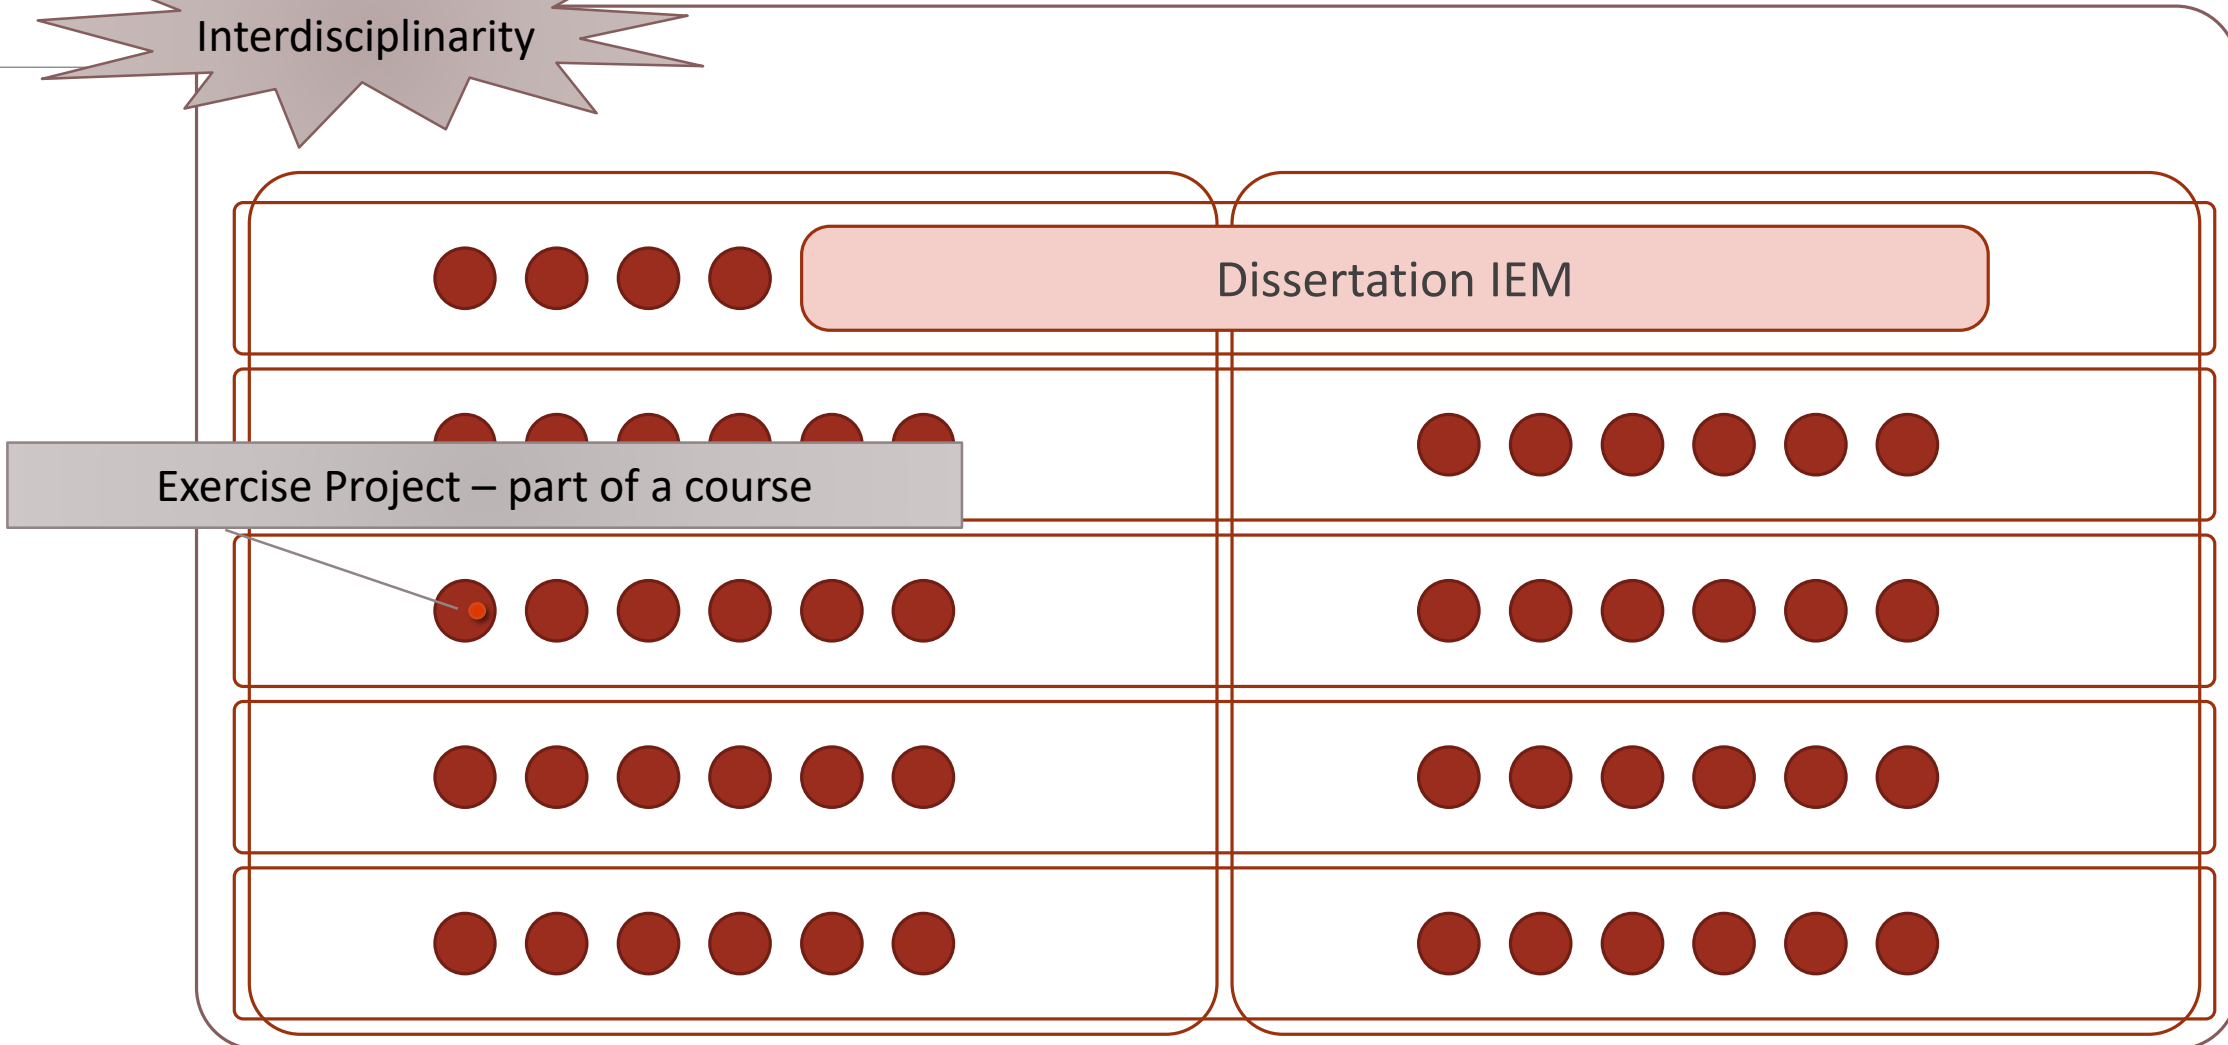 Interdisciplinarity
Dissertation IEM
Exercise Project – part of a course